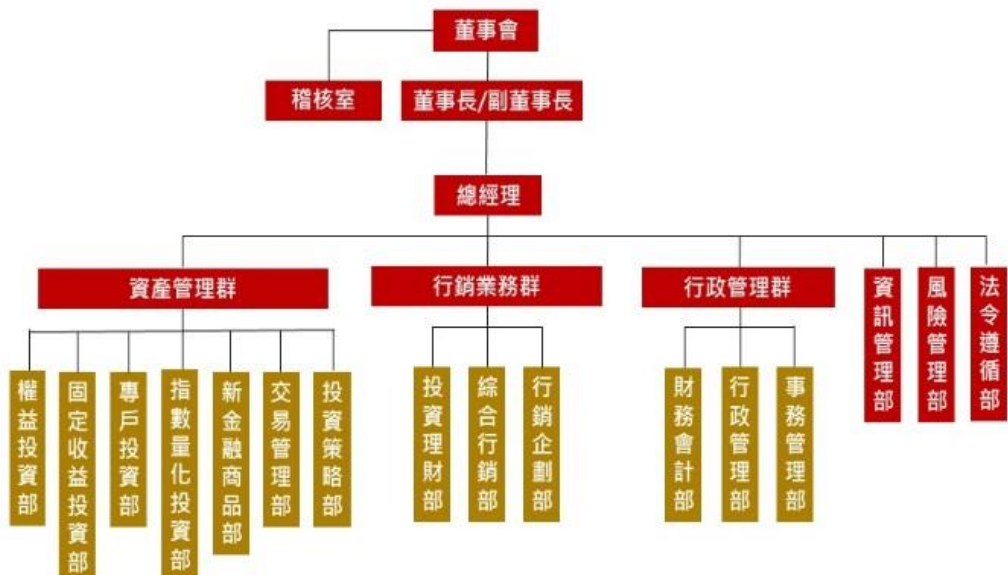 董事會
稽核室
董事長/副董事長
總經理
資產管理群
行銷業務群
行政管理群
資訊管理部
風險管理部
法令遵循部
權益投資部
固定收益投資部
專戶投資部
指數量化投資部
新金融商品部
交易管理部
投資策略部
投資理財部
綜合行銷部
行銷企劃部
財務會計部
行政管理部
事務管理部